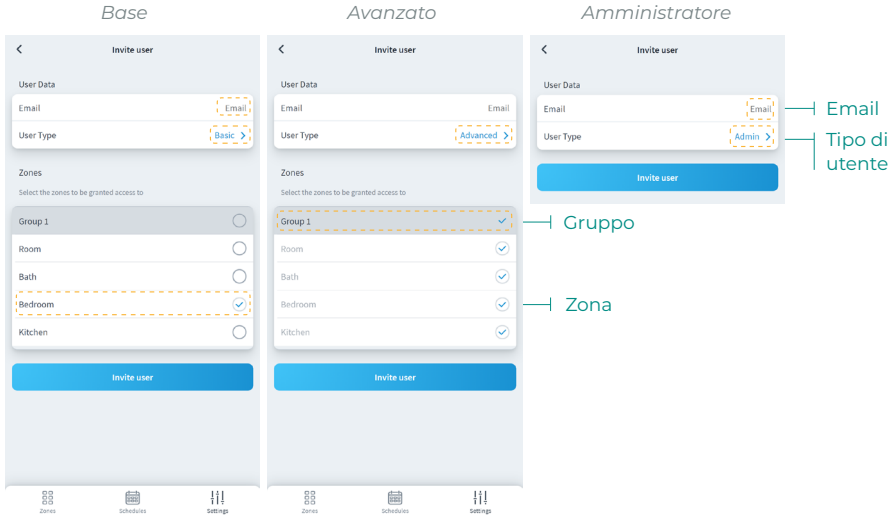 Base
Invite user
User Data
Email Email
User Type Basic
Zones
Select the zones to be granted access to
Group 1
Room
Bath
Bedroom
Kitchen
Invite user
Zones Schedules Settings
Avanzato
Invite user
User Data
Email Email
User Type Advanced
Zones
Select the zones to be granted access to
Group 1
Room
Bath
Bedroom
Kitchen
Invite user
Zones Schedules Settings
Amministratore
Invite user
User Data
Email Email
User Type Admin
Invite user
Email
Tipo di
utente
Gruppo
Zona